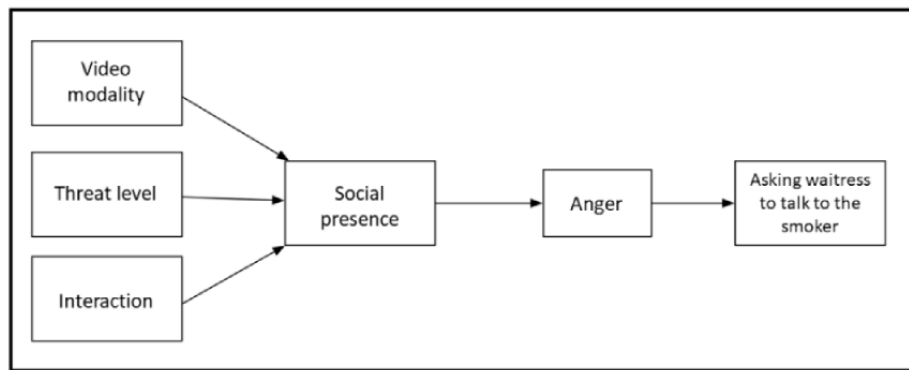 Video
modality
Threat level
Interaction
Social
presence
Anger
Asking waitress
to talk to the
smoker